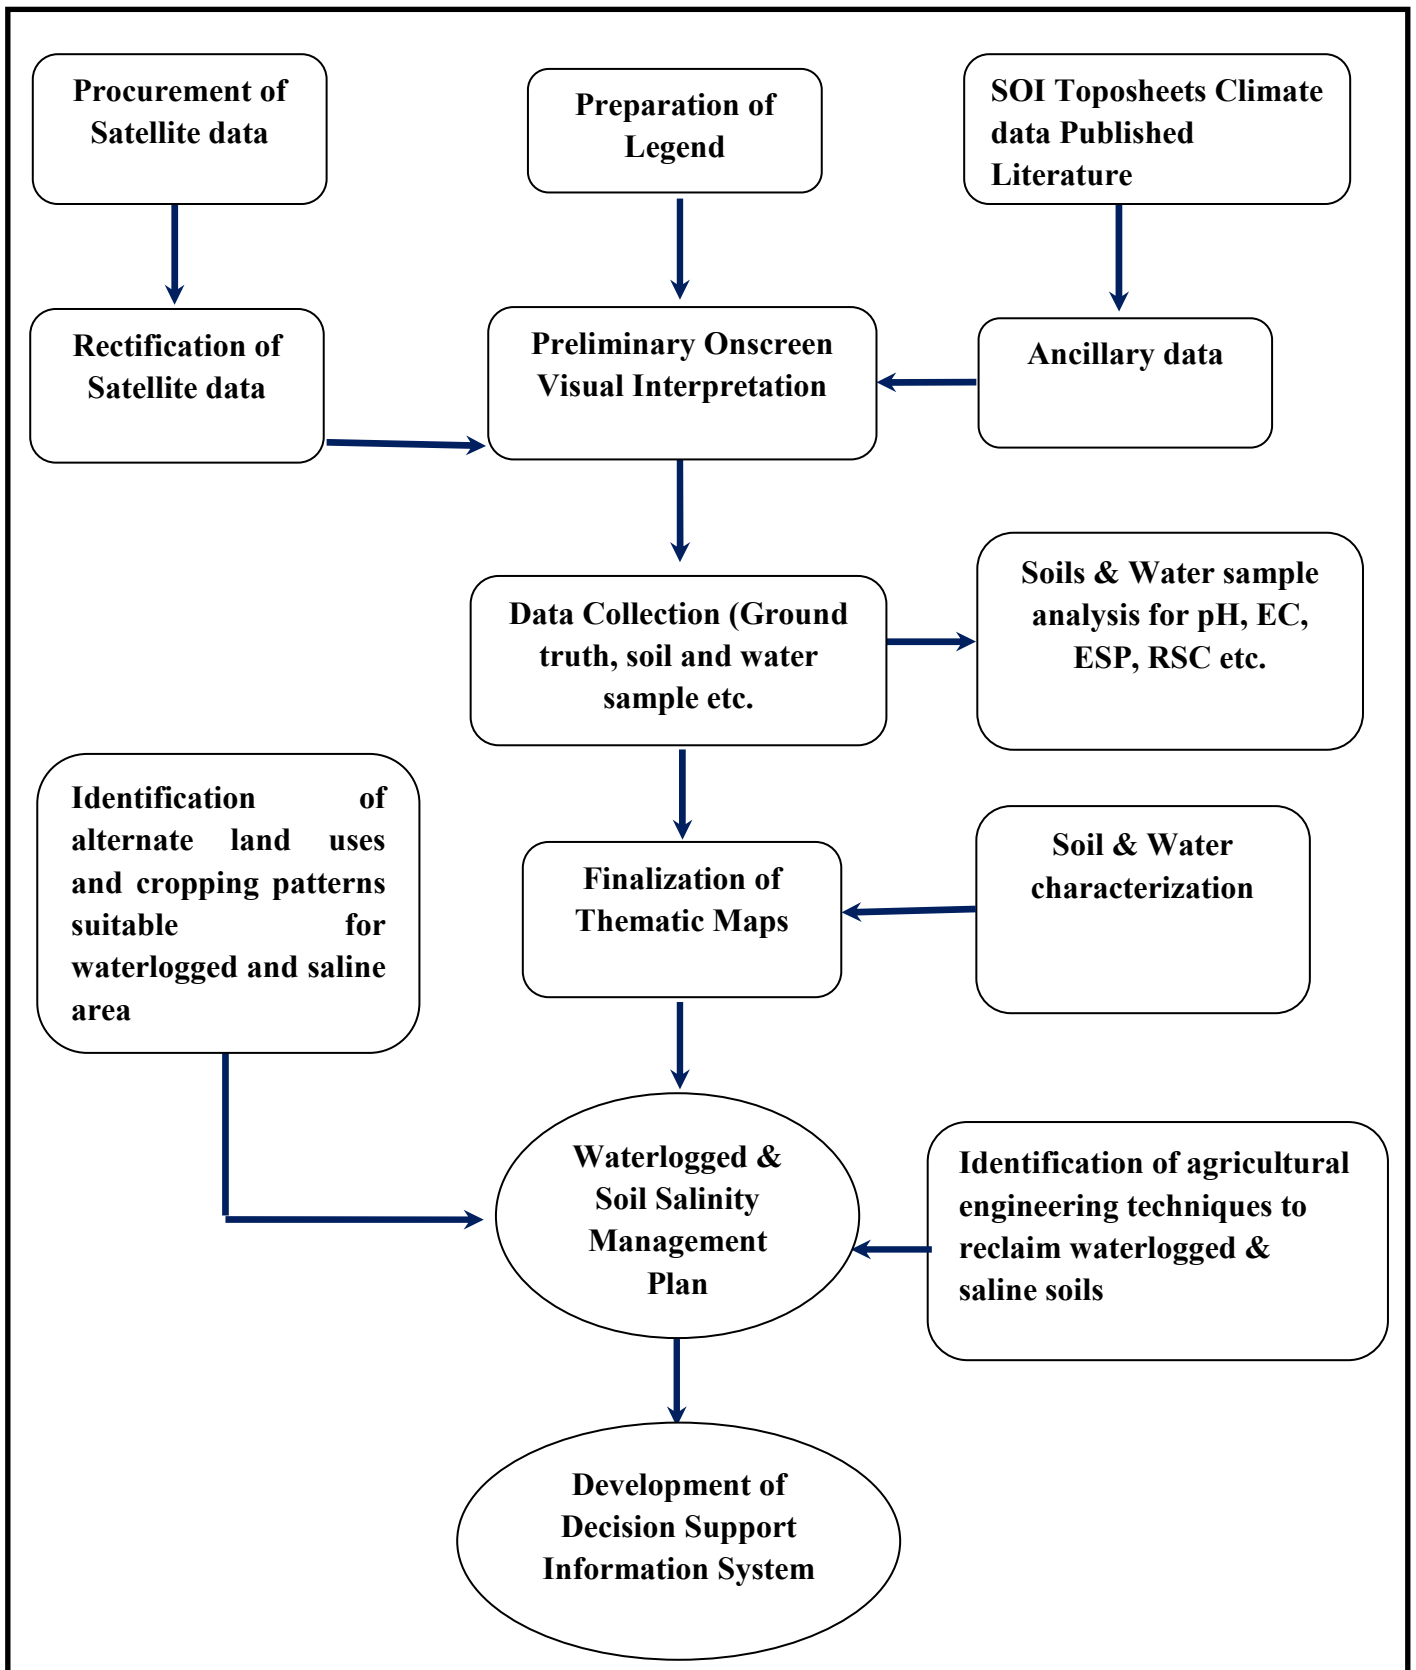 Procurement of
Satellite data
Preparation of
Legend
SOI Toposheets Climate
data Published
Literature
Rectification of
Satellite data
Preliminary Onscreen
Visual Interpretation
Ancillary data
Data Collection (Ground
truth, soil and water
sample etc.
Soils & Water sample
analysis for pH, EC,
ESP, RSC etc.
Identification of
alternate land uses
and cropping patterns
suitable for
waterlogged and saline
area
Finalization of
Thematic Maps
Soil & Water
characterization
Waterlogged &
Soil Salinity
Management
Plan
Identification of agricultural
engineering techniques to
reclaim waterlogged &
saline soils
Development of
Decision Support
Information System